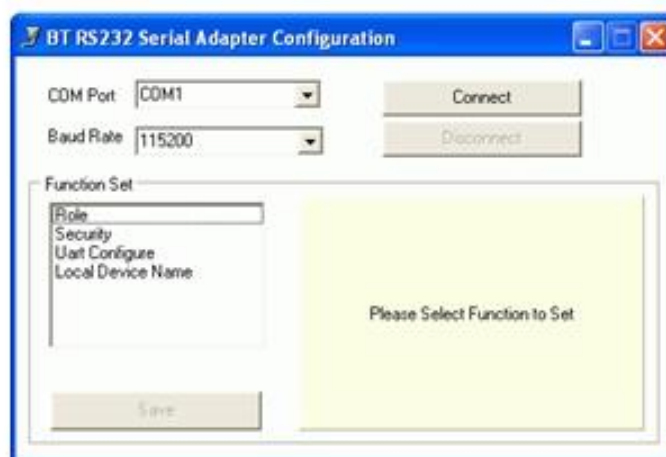 BT RS232 Serial Adapter Configuration
COM Port COM1 Connect
Baud Rate 115200 Disconnect
Function Set
Role
Security
Uart Configure
Local Device Name
Please Select Function to Set
Save